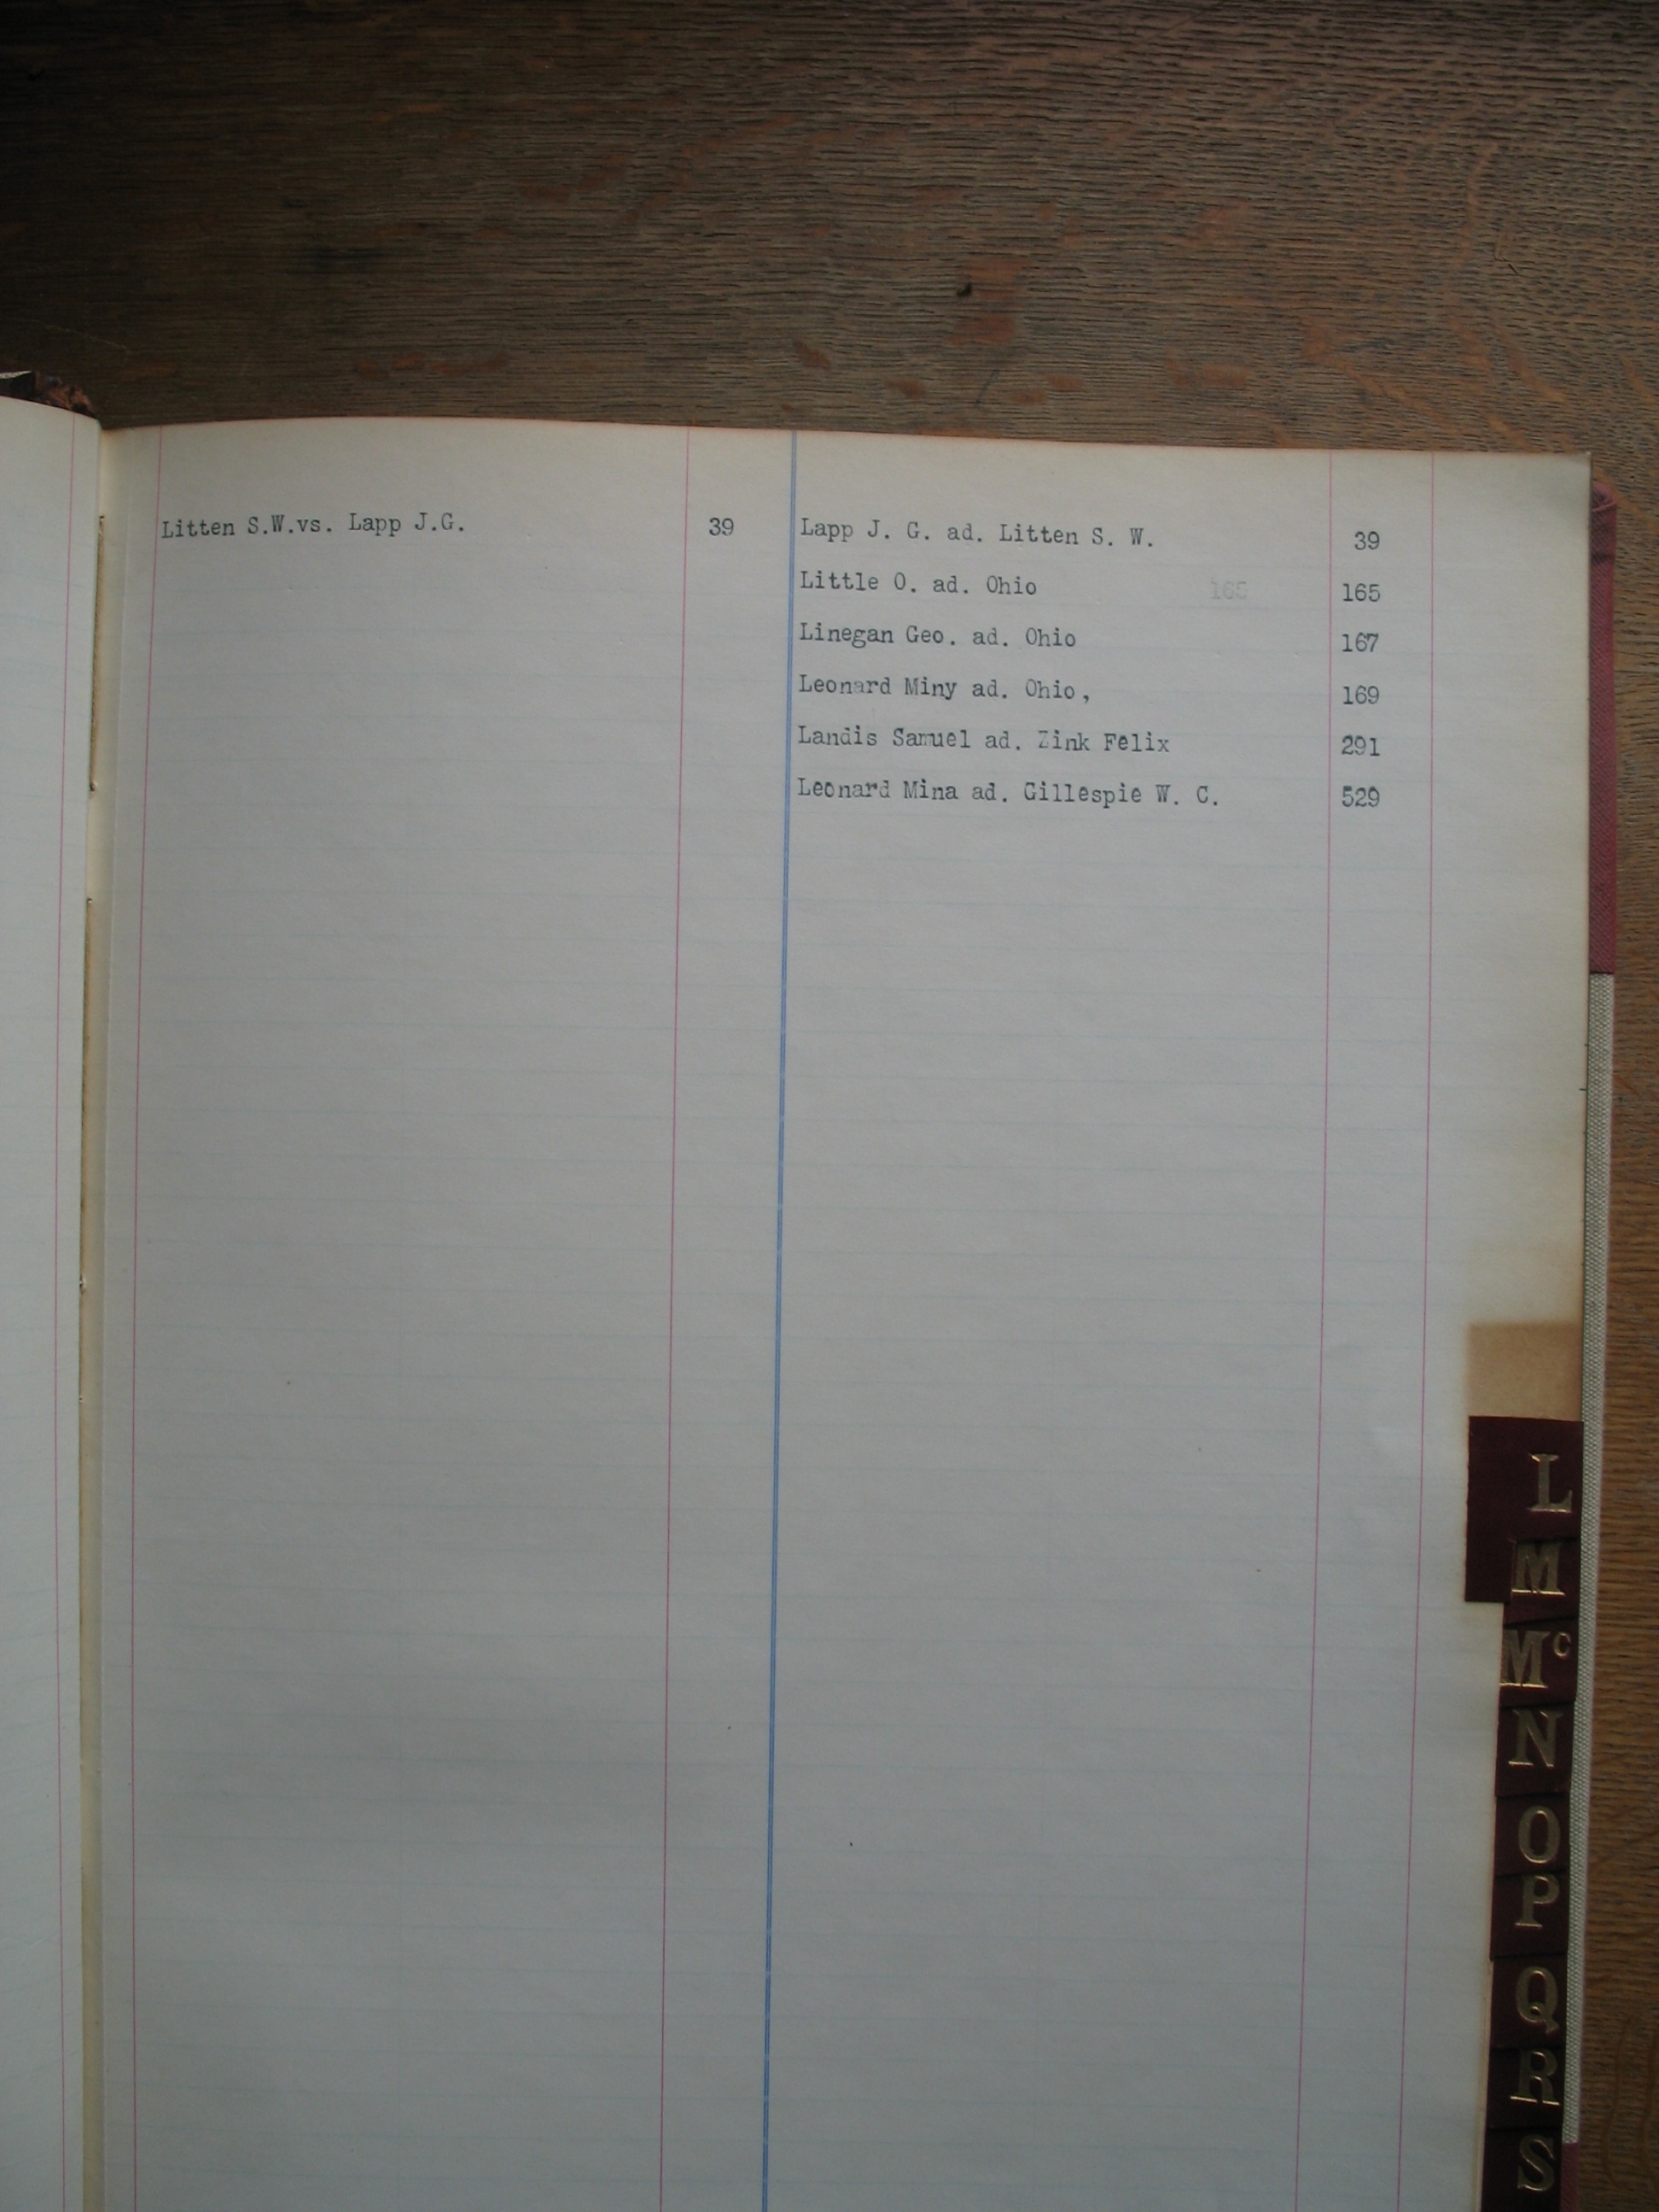 Litten S.W.vs. Lapp J.G. 39
Lapp J. G. ad. Litten S. W. 39
Little O. ad. Ohio 165 165
Linegan Geo. ad. Ohio 167
Leonard Miny ad. Ohio, 169
Landis Samuel ad. Zink Felix 291
Leonard Mina ad. Gillespie W. C. 529
L
M
Mc
N
O
P
Q
R
S